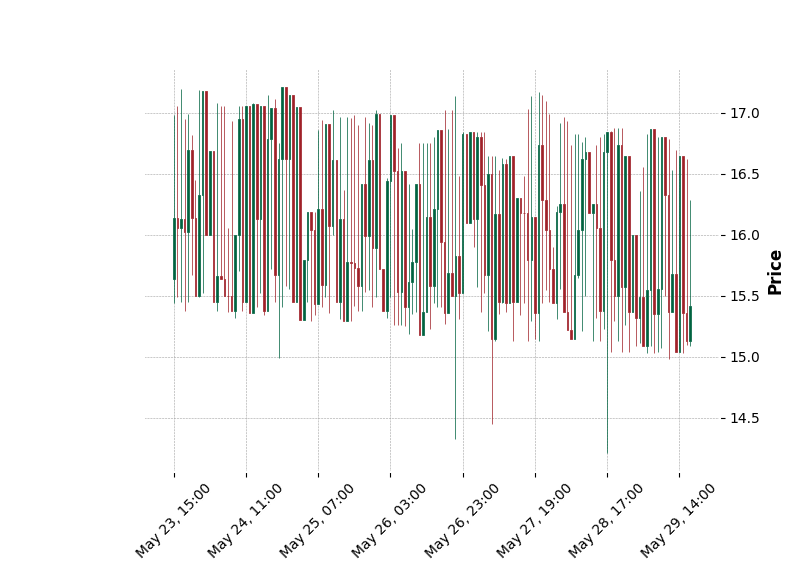 17.0
16.5
16.0
15.5
15.0
14.5
Price
May 23, 15:00
May 24, 11:00
May 25, 07:00
May 26, 03:00
May 26, 23:00
May 27, 19:00
May 28, 17:00
May 29, 14:00